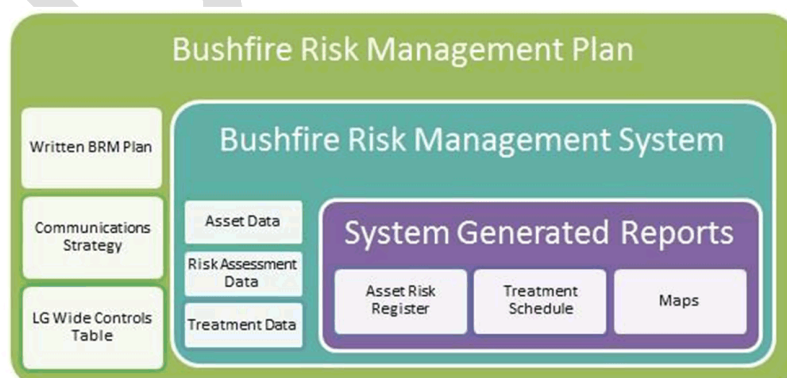 Bushfire Risk Management Plan
Written BRM Plan
Communications
Strategy
LG Wide Controls
Table
Bushfire Risk Management System
Asset Data
Risk Assessment
Data
Treatment Data
System Generated Reports
Asset Risk
Register
Treatment
Schedule
Maps